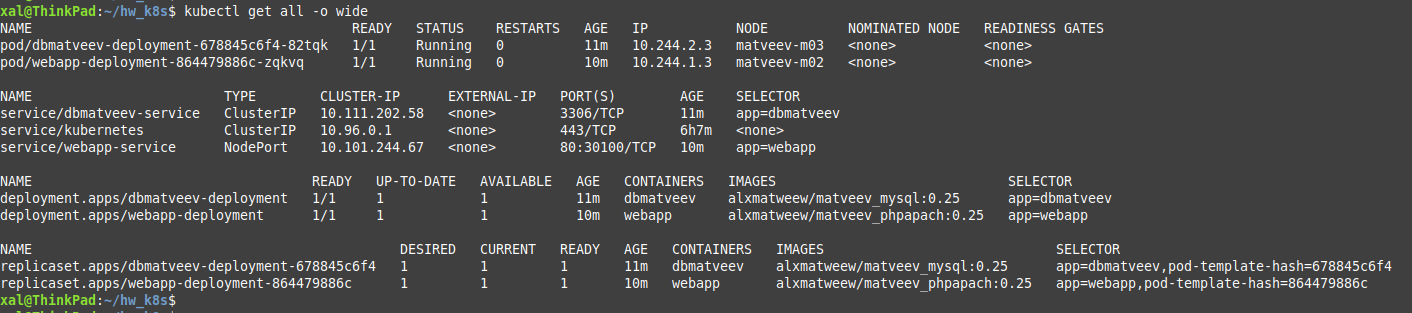 xal@ThinkPad:~/hw_k8s$ kubectl get all -o wide
NAME                                        READY   STATUS    RESTARTS   AGE   IP           NODE          NOMINATED NODE   READINESS GATES
pod/dbmatveev-deployment-678845c6f4-82tqk   1/1     Running   0          11m   10.244.2.3   matveev-m03   <none>           <none>
pod/webapp-deployment-864479886c-zqkvq      1/1     Running   0          10m   10.244.1.3   matveev-m02   <none>           <none>
NAME                        TYPE        CLUSTER-IP      EXTERNAL-IP   PORT(S)        AGE    SELECTOR
service/dbmatveev-service   ClusterIP   10.111.202.58   <none>        3306/TCP       11m    app=dbmatveev
service/kubernetes          ClusterIP   10.96.0.1       <none>        443/TCP        6h7m   <none>
service/webapp-service      NodePort    10.101.244.67   <none>        80:30100/TCP   10m    app=webapp
NAME                                   READY   UP-TO-DATE   AVAILABLE   AGE   CONTAINERS   IMAGES                             SELECTOR
deployment.apps/dbmatveev-deployment   1/1     1            1           11m   dbmatveev    alxmatweew/matveev_mysql:0.25      app=dbmatveev
deployment.apps/webapp-deployment      1/1     1            1           10m   webapp       alxmatweew/matveev_phpapach:0.25   app=webapp
NAME                                              DESIRED   CURRENT   READY   AGE   CONTAINERS   IMAGES                             SELECTOR
replicaset.apps/dbmatveev-deployment-678845c6f4   1         1         1       11m   dbmatveev    alxmatweew/matveev_mysql:0.25      app=dbmatveev,pod-template-hash=678845c6f4
replicaset.apps/webapp-deployment-864479886c      1         1         1       10m   webapp       alxmatweew/matveev_phpapach:0.25   app=webapp,pod-template-hash=864479886c
xal@ThinkPad:~/hw_k8s$